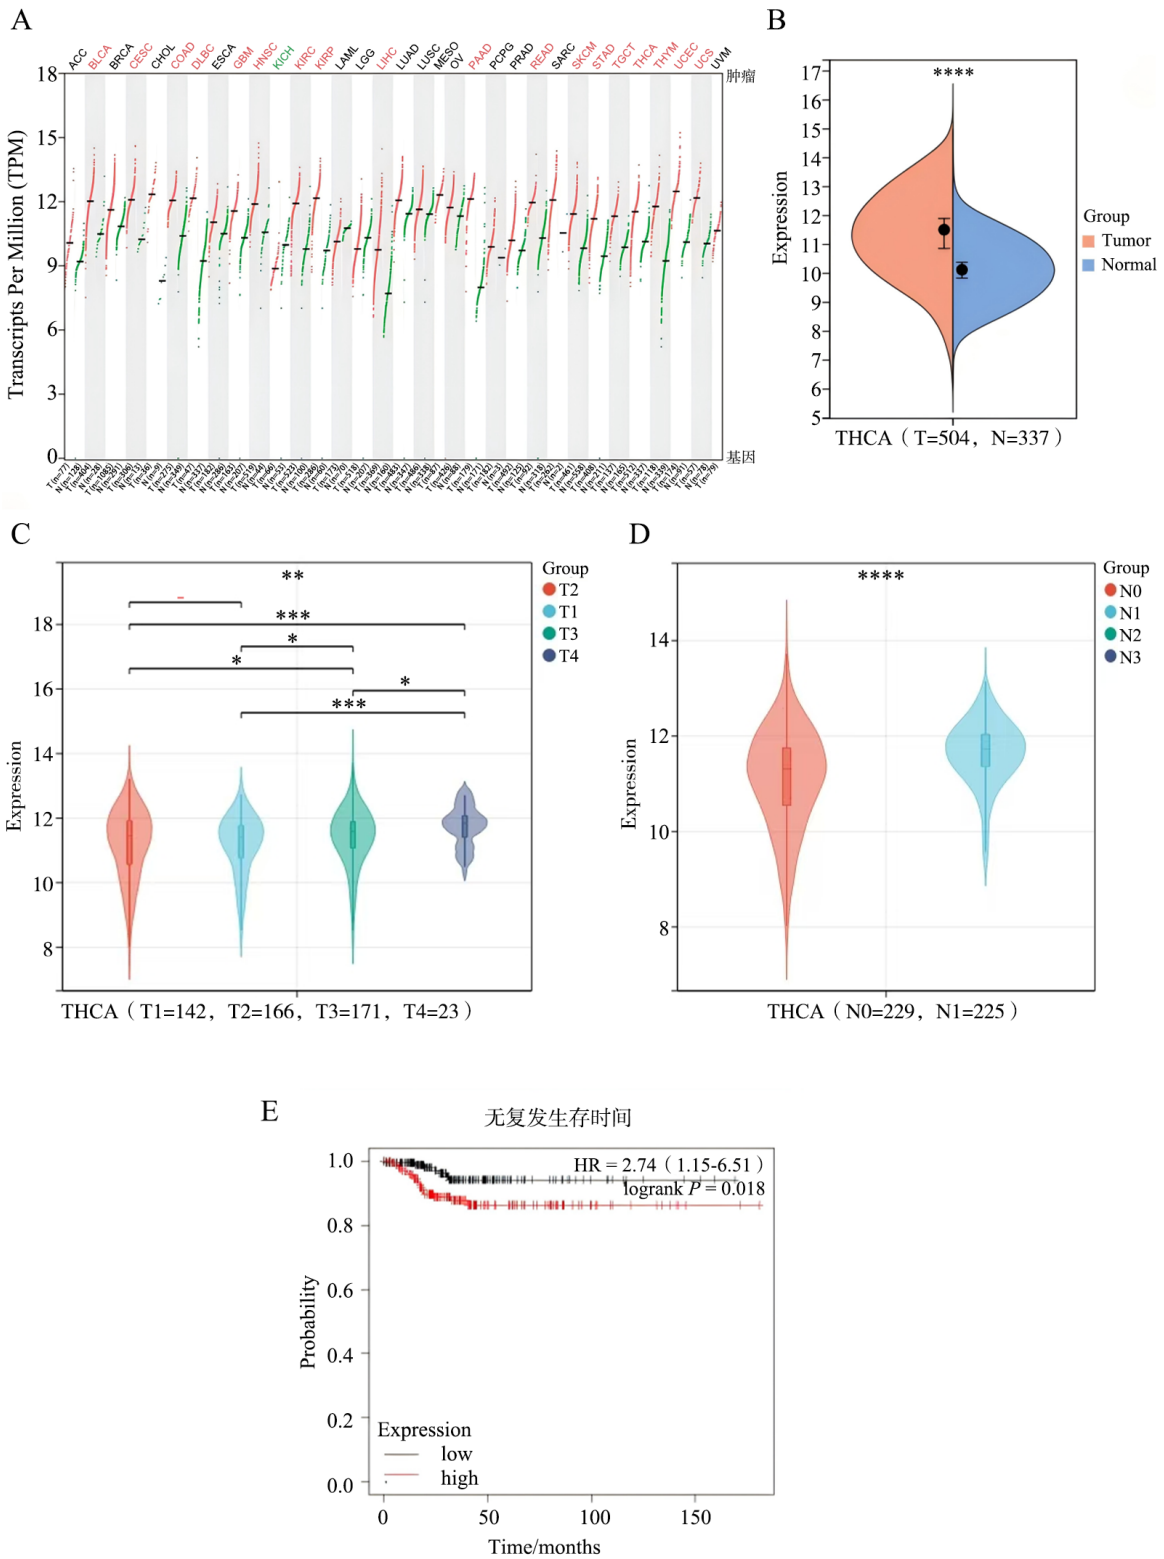 A
ACC BLCA BRCA CESC CHOL COAD DLBC ESCA GBM HNSC KICH KIRC KIRP LAML LGG LIHC LUAD LUSC MESO OV PAAD PCPG PRAD READ SARC SKCM STAD TGCT THCA THYM UCEC UCS UVM
肿瘤
Transcripts Per Million (TPM)
18
15
12
9
6
3
0
基因
B
****
Expression
17
16
15
14
13
12
11
10
9
8
7
6
5
Group
Tumor
Normal
THCA（T=504，N=337）
C
**
***
*
*
*
***
Expression
18
16
14
12
10
8
Group
T2
T1
T3
T4
THCA（T1=142，T2=166，T3=171，T4=23）
D
****
Expression
14
12
10
8
Group
N0
N1
N2
N3
THCA（N0=229，N1=225）
E
无复发生存时间
HR = 2.74（1.15-6.51）
logrank P = 0.018
Probability
1.0
0.8
0.6
0.4
0.2
0.0
Expression
low
high
0 50 100 150
Time/months